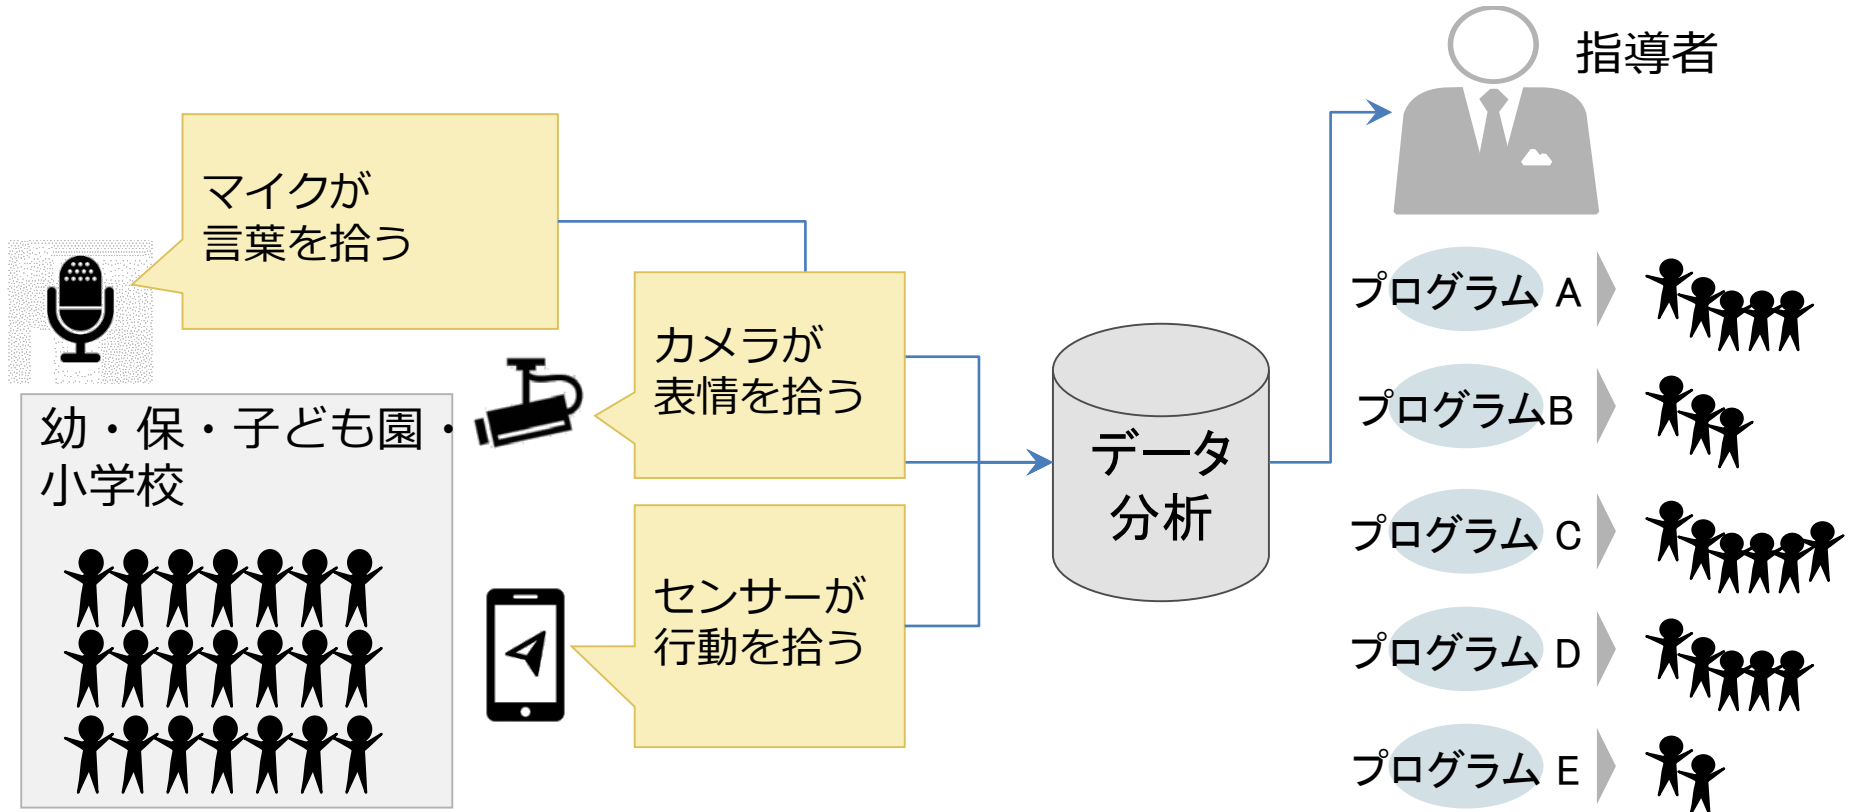 指導者
マイクが
言葉を拾う
カメラが
表情を拾う
幼・保・子ども園・
小学校
センサーが
行動を拾う
データ
分析
プログラム A
プログラムB
プログラム C
プログラム D
プログラム E